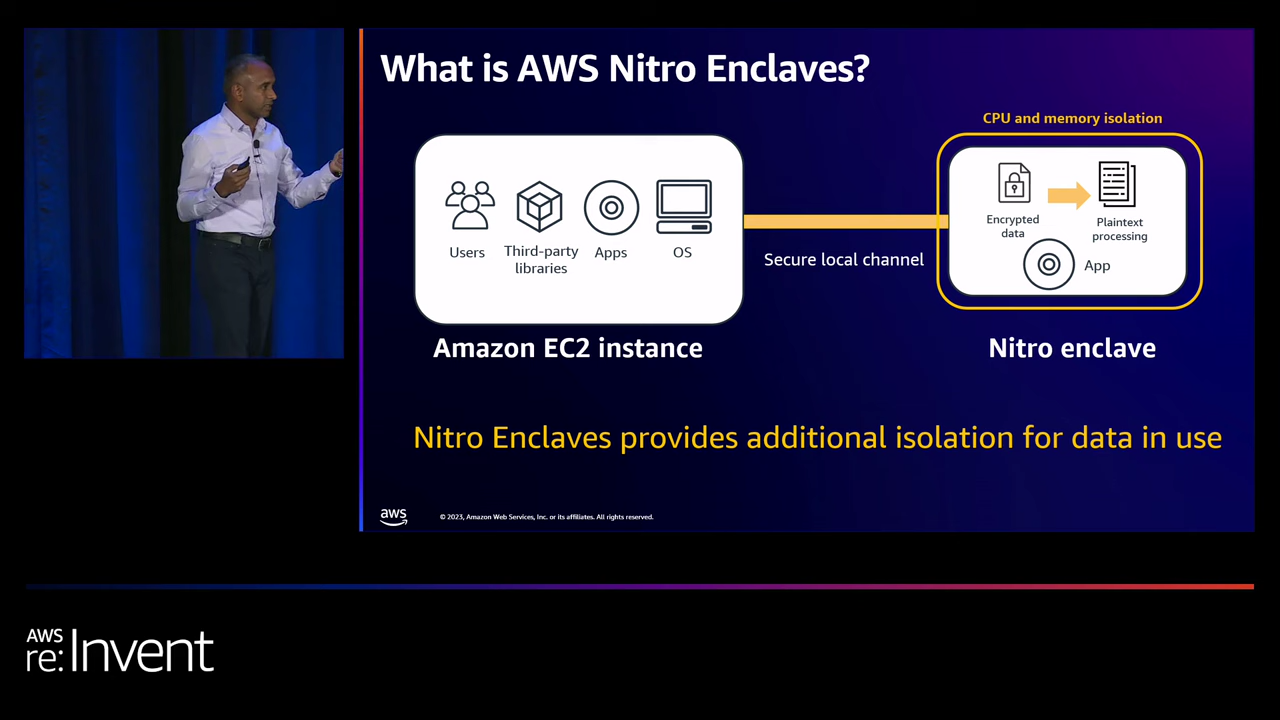 What is AWS Nitro Enclaves?
CPU and memory isolation
Users
Third-party
libraries
Apps
OS
Secure local channel
Encrypted
data
Plaintext
processing
App
Amazon EC2 instance
Nitro enclave
Nitro Enclaves provides additional isolation for data in use
aws
© 2023, Amazon Web Services, Inc. or its affiliates. All rights reserved.
AWS
re:Invent